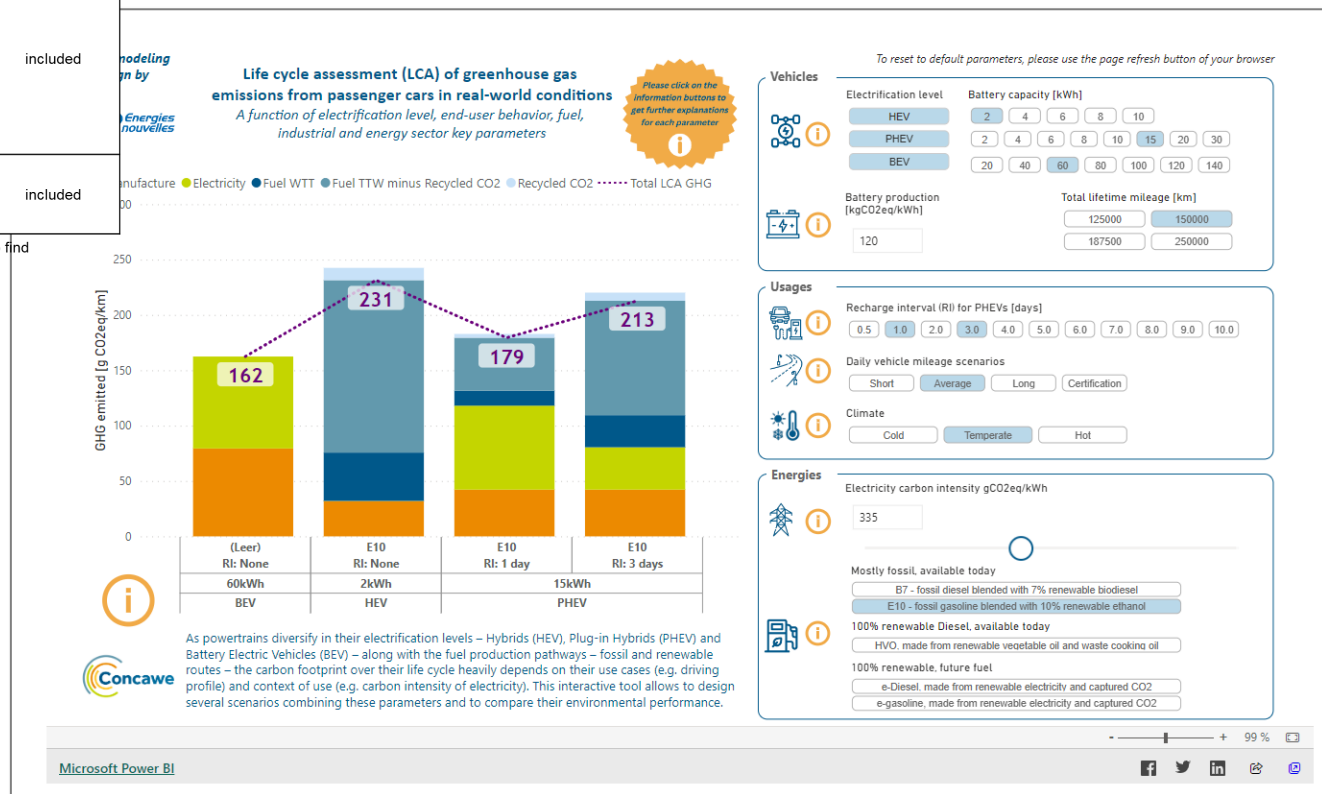 included
included
find
nodeling
gn by
Energies
nouvelles
Life cycle assessment (LCA) of greenhouse gas
emissions from passenger cars in real-world conditions
A function of electrification level, end-user behavior, fuel,
industrial and energy sector key parameters
Please click on the
information buttons to
get further explanations
for each parameter
i
anufacture Electricity Fuel WTT Fuel TTW minus Recycled CO2 Recycled CO2 Total LCA GHG
00
250
200
150
100
50
0
GHG emitted [g CO2eq/km]
162
231
179
213
(Leer) E10 E10 E10
RI: None RI: None RI: 1 day RI: 3 days
60kWh 2kWh 15kWh
BEV HEV PHEV
i
As powertrains diversify in their electrification levels – Hybrids (HEV), Plug-in Hybrids (PHEV) and
Battery Electric Vehicles (BEV) – along with the fuel production pathways – fossil and renewable
routes – the carbon footprint over their life cycle heavily depends on their use cases (e.g. driving
profile) and context of use (e.g. carbon intensity of electricity). This interactive tool allows to design
several scenarios combining these parameters and to compare their environmental performance.
Concawe
To reset to default parameters, please use the page refresh button of your browser
Vehicles
Electrification level Battery capacity [kWh]
HEV 2 4 6 8 10
PHEV 2 4 6 8 10 15 20 30
BEV 20 40 60 80 100 120 140
i
Battery production
[kgCO2eq/kWh]
120
i
Total lifetime mileage [km]
125000 150000
187500 250000
Usages
Recharge interval (RI) for PHEVs [days]
i
0.5 1.0 2.0 3.0 4.0 5.0 6.0 7.0 8.0 9.0 10.0
Daily vehicle mileage scenarios
i
Short Average Long Certification
Climate
i
Cold Temperate Hot
Energies
Electricity carbon intensity gCO2eq/kWh
i
335
Mostly fossil, available today
B7 - fossil diesel blended with 7% renewable biodiesel
E10 - fossil gasoline blended with 10% renewable ethanol
100% renewable Diesel, available today
i
HVO, made from renewable vegetable oil and waste cooking oil
100% renewable, future fuel
e-Diesel, made from renewable electricity and captured CO2
e-gasoline, made from renewable electricity and captured CO2
- + 99 %
Microsoft Power BI